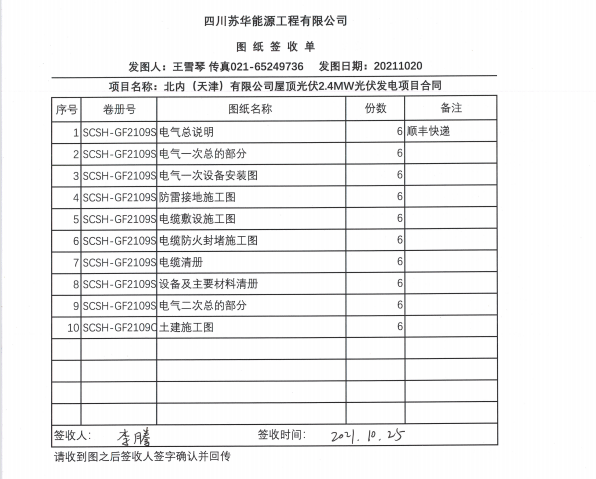 四川苏华能源工程有限公司
图 纸 签 收 单
发图人：王雪琴 传真021-65249736 发图日期：20211020
项目名称：北内（天津）有限公司屋顶光伏2.4MW光伏发电项目合同
序号 卷册号 图纸名称 份数 备注
1 SCSH-GF2109S 电气总说明 6 顺丰快递
2 SCSH-GF2109S 电气一次总的部分 6
3 SCSH-GF2109S 电气一次设备安装图 6
4 SCSH-GF2109S 防雷接地施工图 6
5 SCSH-GF2109S 电缆敷设施工图 6
6 SCSH-GF2109S 电缆防火封堵施工图 6
7 SCSH-GF2109S 电缆清册 6
8 SCSH-GF2109S 设备及主要材料清册 6
9 SCSH-GF2109S 电气二次总的部分 6
10 SCSH-GF2109C 土建施工图 6
签收人： 李腾 签收时间： 2021.10.25
请收到图之后签收人签字确认并回传